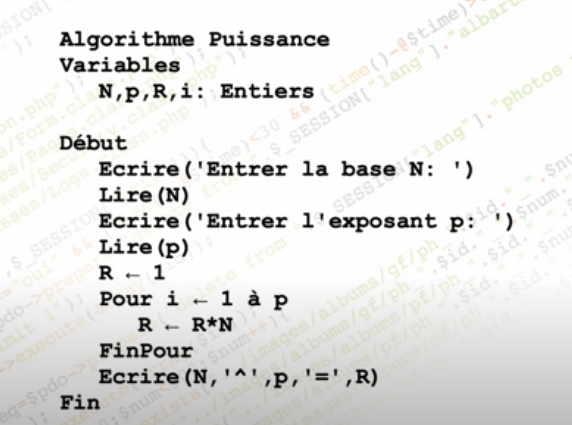 Algorithme Puissance
Variables
N,p,R,i: Entiers
Début
Ecrire('Entrer la base N: ')
Lire(N)
Ecrire('Entrer l'exposant p: ')
Lire(p)
R ← 1
Pour i ← 1 à p
R ← R*N
FinPour
Ecrire(N,'^',p,'=',R)
Fin